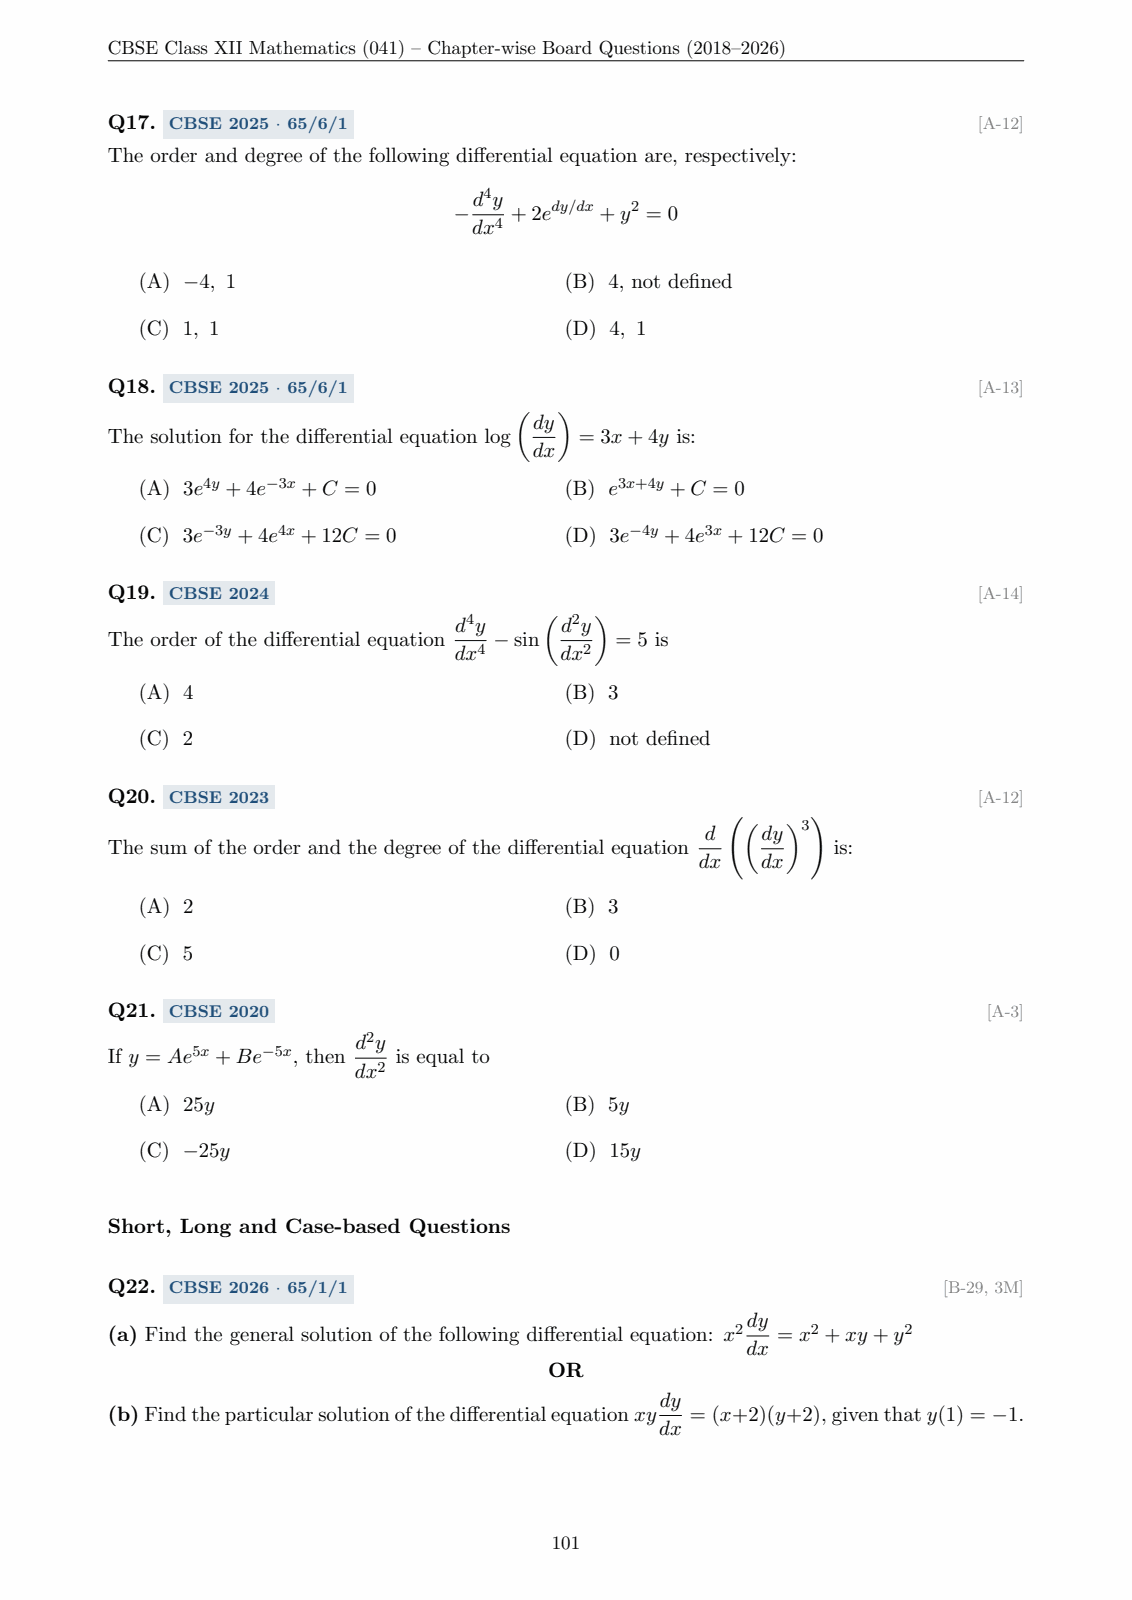 CBSE Class XII Mathematics (041) – Chapter-wise Board Questions (2018–2026)
Q17. CBSE 2025 · 65/6/1 [A-12]
The order and degree of the following differential equation are, respectively:
−d⁴y/dx⁴ + 2e^{dy/dx} + y² = 0
(A) −4, 1 (B) 4, not defined
(C) 1, 1 (D) 4, 1
Q18. CBSE 2025 · 65/6/1 [A-13]
The solution for the differential equation log (dy/dx) = 3x + 4y is:
(A) 3e^{4y} + 4e^{−3x} + C = 0 (B) e^{3x+4y} + C = 0
(C) 3e^{−3y} + 4e^{4x} + 12C = 0 (D) 3e^{−4y} + 4e^{3x} + 12C = 0
Q19. CBSE 2024 [A-14]
The order of the differential equation d⁴y/dx⁴ − sin (d²y/dx²) = 5 is
(A) 4 (B) 3
(C) 2 (D) not defined
Q20. CBSE 2023 [A-12]
The sum of the order and the degree of the differential equation d/dx ((dy/dx)³) is:
(A) 2 (B) 3
(C) 5 (D) 0
Q21. CBSE 2020 [A-3]
If y = Ae^{5x} + Be^{−5x}, then d²y/dx² is equal to
(A) 25y (B) 5y
(C) −25y (D) 15y
Short, Long and Case-based Questions
Q22. CBSE 2026 · 65/1/1 [B-29, 3M]
(a) Find the general solution of the following differential equation: x² dy/dx = x² + xy + y²
OR
(b) Find the particular solution of the differential equation xy dy/dx = (x+2)(y+2), given that y(1) = −1.
101